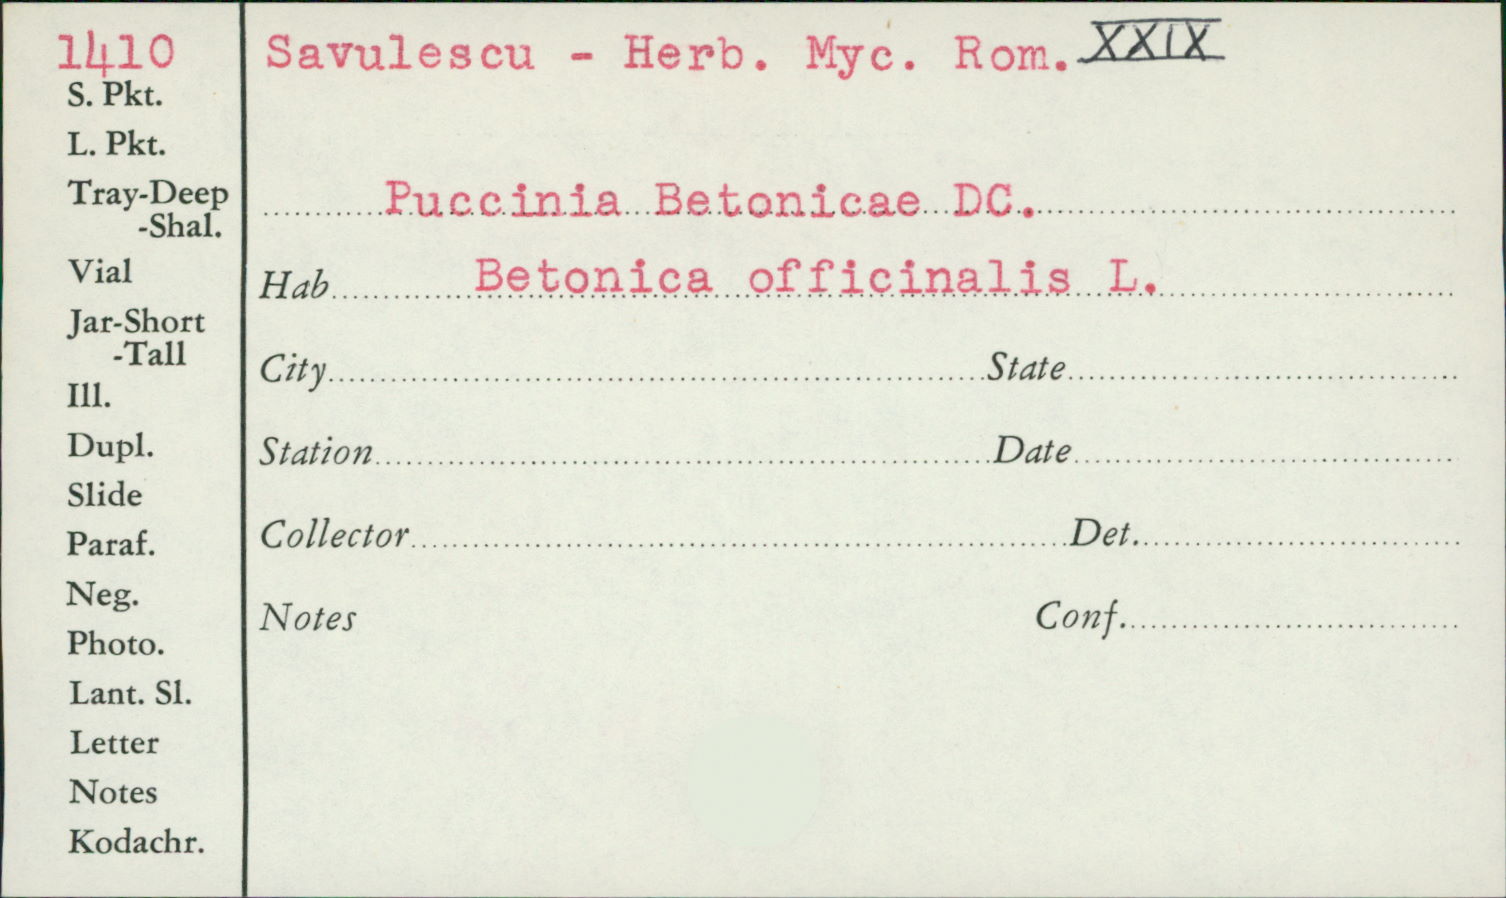 1410
Savulescu - Herb. Myc. Rom. XXIX
S. Pkt.
L. Pkt.
Tray-Deep
-Shal.
Vial
Jar-Short
-Tall
Ill.
Dupl.
Slide
Paraf.
Neg.
Photo.
Lant. Sl.
Letter
Notes
Kodachr.
Puccinia Betonicae DC.
Hab Betonica officinalis L.
City State
Station Date
Collector Det.
Notes Conf.